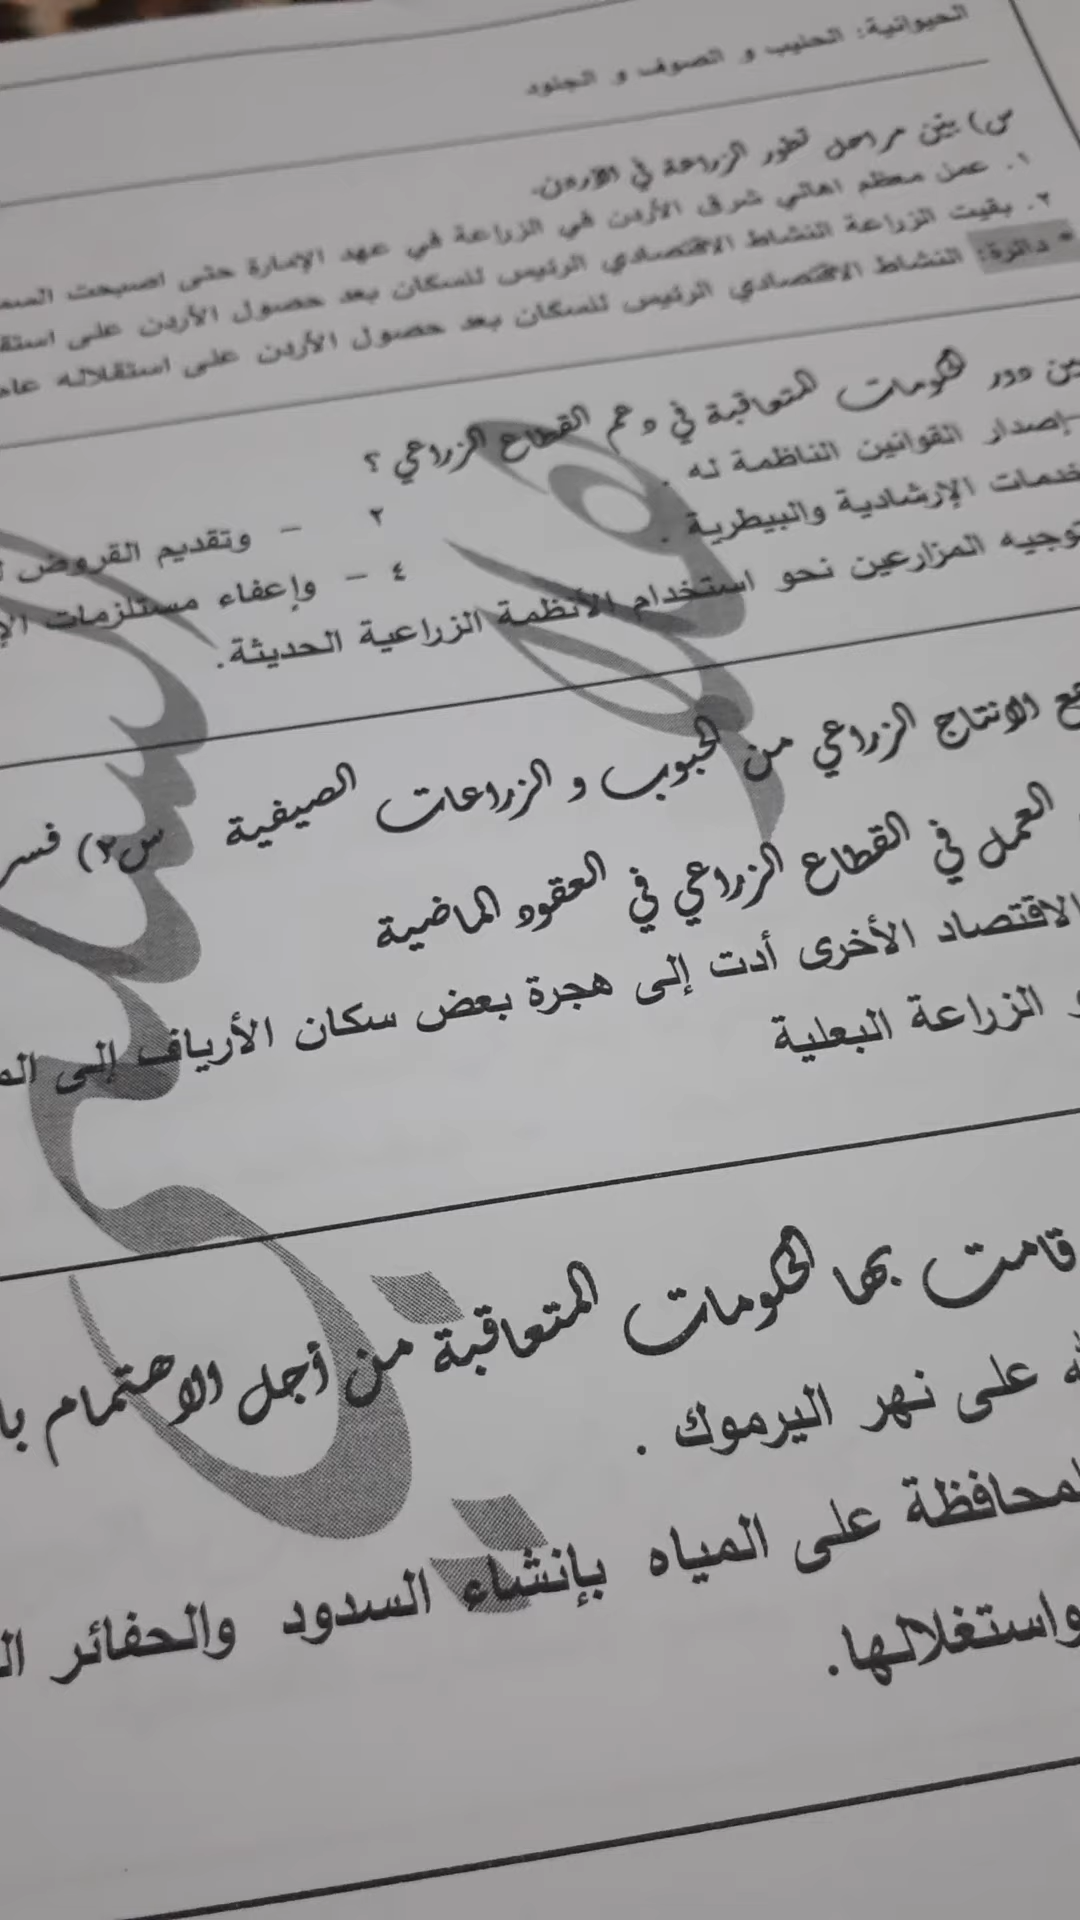 الحيوانية: الحليب و الصوف و الجلود
س) بيّن مراحل تطور الزراعة في الأردن.
١. عمل معظم اهالي شرق الأردن في الزراعة في عهد الإمارة حتى اصبحت
٢. بقيت الزراعة النشاط الاقتصادي الرئيس للسكان بعد حصول الأردن على
* دائرة: النشاط الاقتصادي الرئيس للسكان بعد حصول الأردن على استقلاله
دور الحكومات المتعاقبة في دعم القطاع الزراعي ؟
إصدار القوانين الناظمة له .
٢ - وتقديم القروض
خدمات الإرشادية والبيطرية .
٤ - وإعفاء مستلزمات
توجيه المزارعين نحو استخدام الأنظمة الزراعية الحديثة.
الانتاج الزراعي من الحبوب و الزراعات الصيفية س٢) فسر
العمل في القطاع الزراعي في العقود الماضية
الاقتصاد الأخرى أدت إلى هجرة بعض سكان الأرياف إلى
و الزراعة البعلية
قامت بها الحكومات المتعاقبة من أجل الاهتمام
على نهر اليرموك .
المحافظة على المياه بإنشاء السدود والحفائر
واستغلالها.